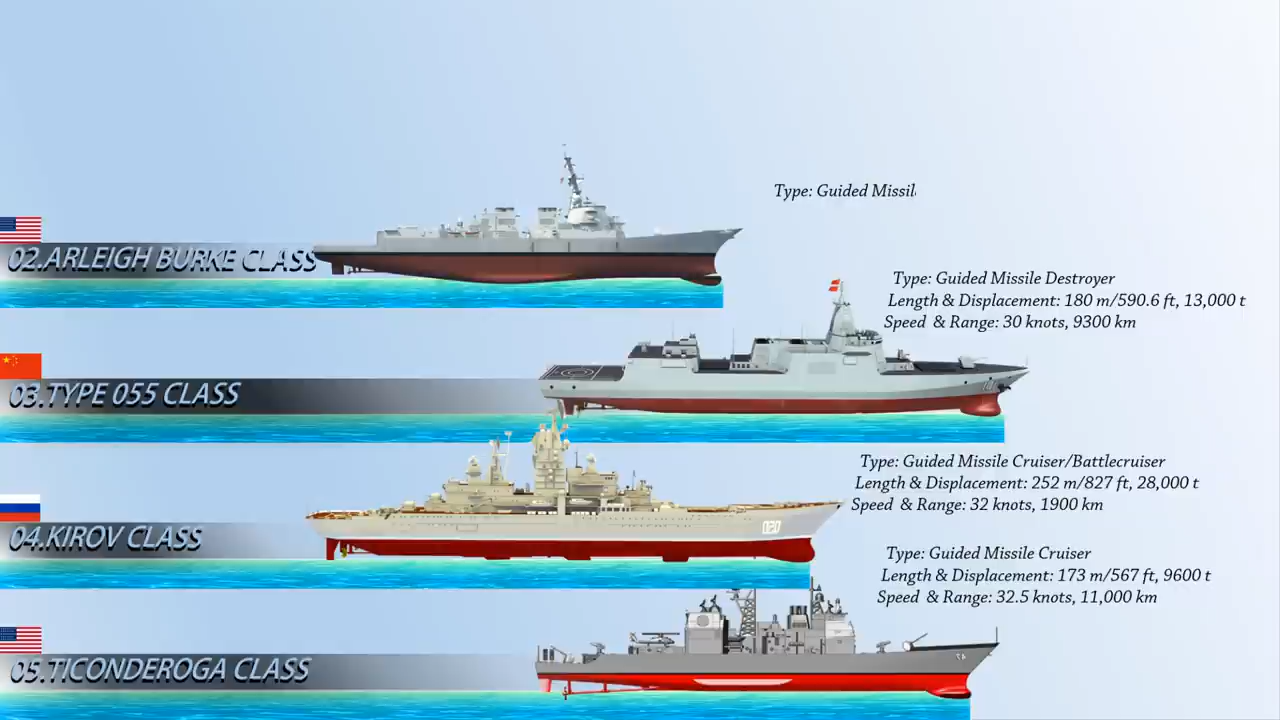 Type: Guided Missil
02.ARLEIGH BURKE CLASS
Type: Guided Missile Destroyer
Length & Displacement: 180 m/590.6 ft, 13,000 t
Speed & Range: 30 knots, 9300 km
03.TYPE 055 CLASS
Type: Guided Missile Cruiser/Battlecruiser
Length & Displacement: 252 m/827 ft, 28,000 t
Speed & Range: 32 knots, 1900 km
04.KIROV CLASS
Type: Guided Missile Cruiser
Length & Displacement: 173 m/567 ft, 9600 t
Speed & Range: 32.5 knots, 11,000 km
05.TICONDEROGA CLASS